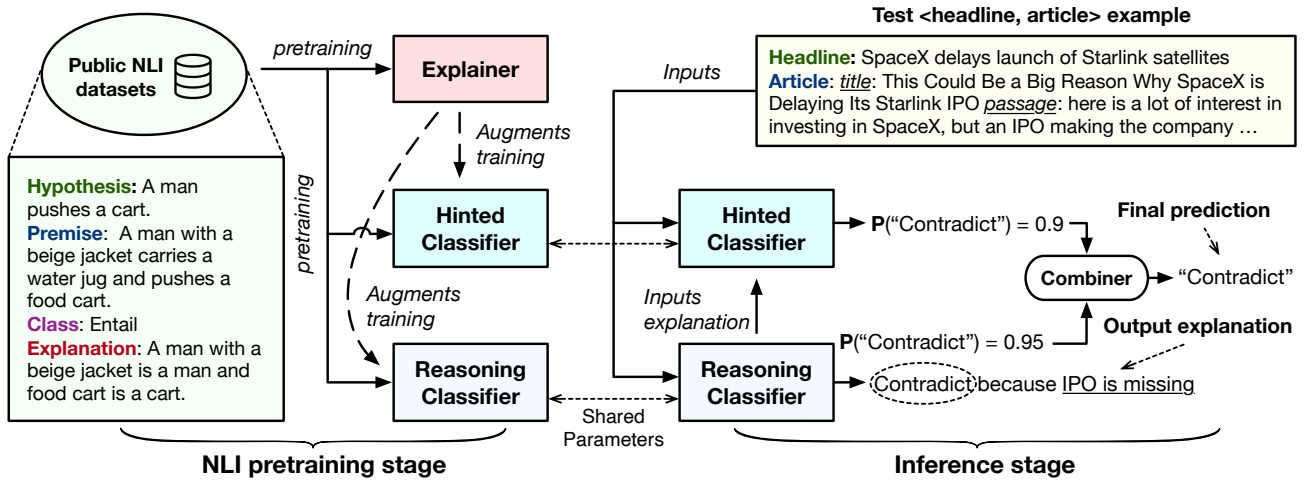 Test <headline, article> example
Public NLI
datasets
pretraining
Explainer
Augments
training
pretraining
Hypothesis: A man
pushes a cart.
Premise:  A man with a
beige jacket carries a
water jug and pushes a
food cart.
Class: Entail
Explanation: A man with a
beige jacket is a man and
food cart is a cart.
Hinted
Classifier
Augments
training
Reasoning
Classifier
Shared
Parameters
NLI pretraining stage
Inputs
Headline: SpaceX delays launch of Starlink satellites
Article: title: This Could Be a Big Reason Why SpaceX is
Delaying Its Starlink IPO passage: here is a lot of interest in
investing in SpaceX, but an IPO making the company ...
Hinted
Classifier
P("Contradict") = 0.9
Final prediction
Combiner
"Contradict"
Inputs
explanation
Output explanation
P("Contradict") = 0.95
Reasoning
Classifier
Contradict because IPO is missing
Inference stage